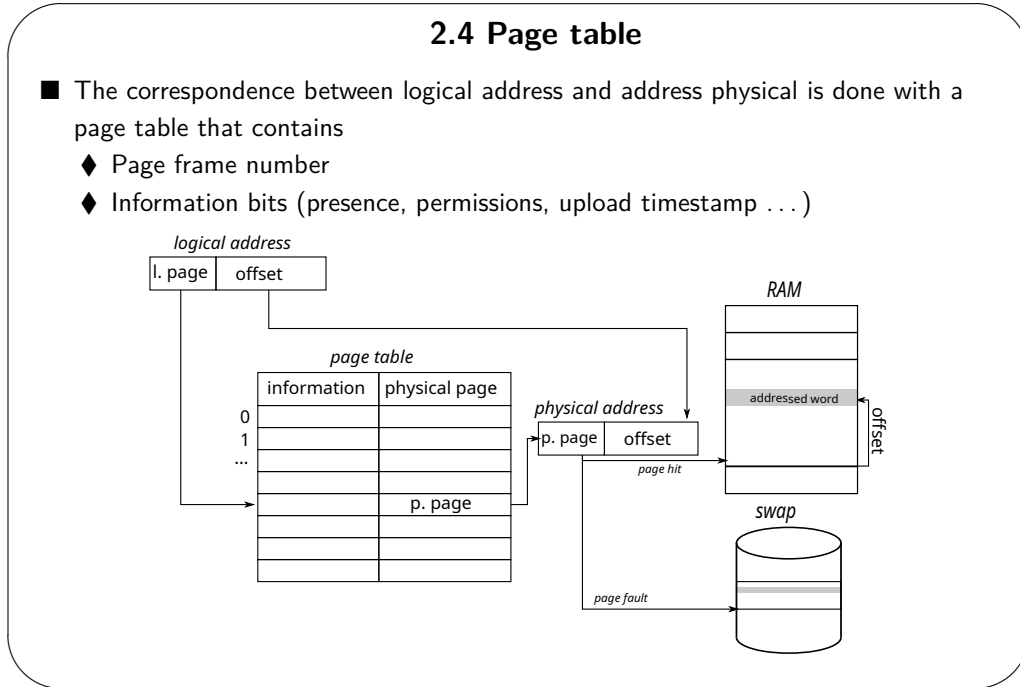 2.4 Page table
■ The correspondence between logical address and address physical is done with a
page table that contains
♦ Page frame number
♦ Information bits (presence, permissions, upload timestamp . . . )
logical address
l. page offset
RAM
page table
information physical page
addressed word
0
physical address
offset
1
p. page offset
...
page hit
p. page
swap
page fault